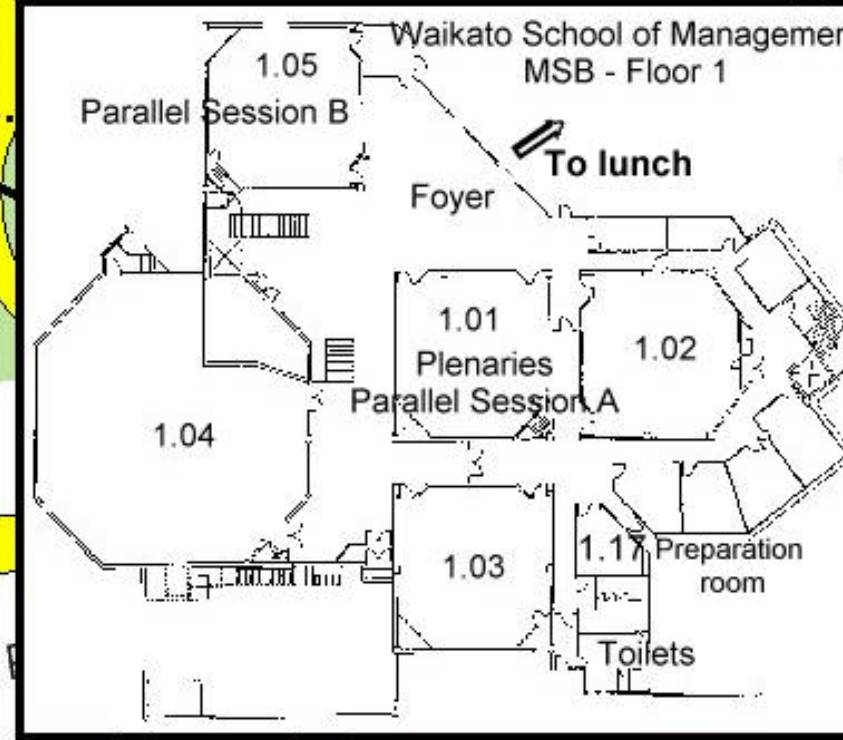 Waikato School of Managemen
MSB - Floor 1
1.05
Parallel Session B
To lunch
Foyer
1.01
Plenaries
Parallel Session A
1.02
1.04
1.03
1.17 Preparation
room
Toilets